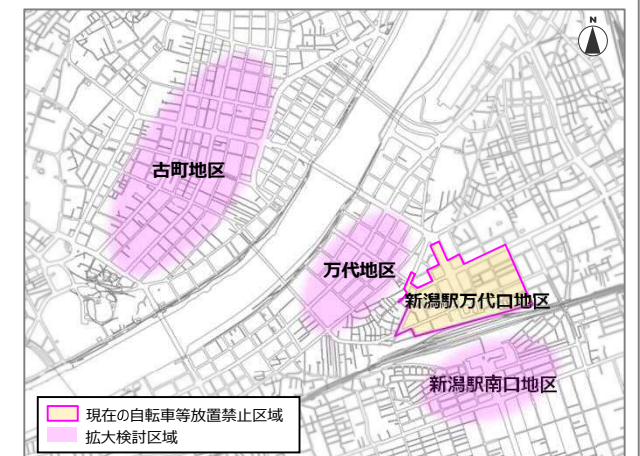 N
古町地区
万代地区
新潟駅万代口地区
新潟駅南口地区
現在の自転車等放置禁止区域
拡大検討区域